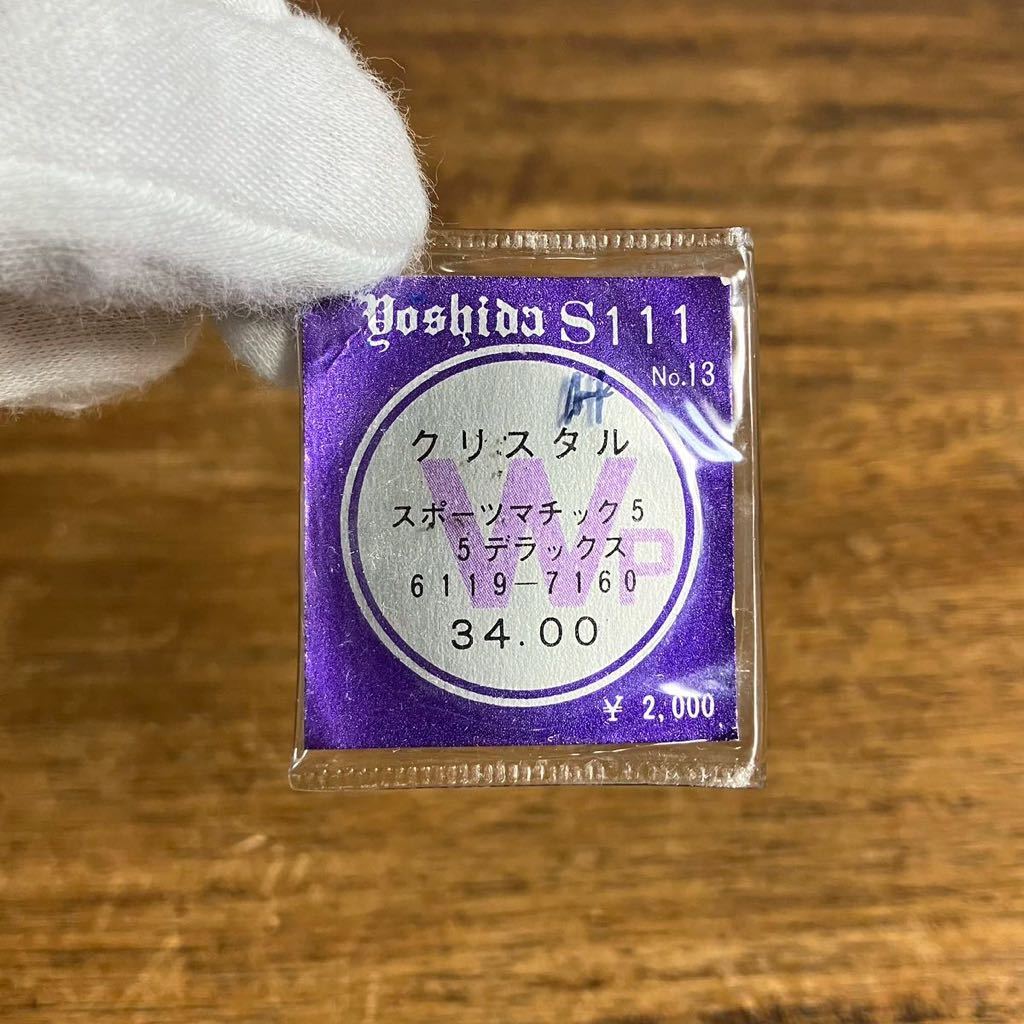 Yoshida S111
No.13
クリスタル
WP
スポーツマチック5
5デラックス
6119-7160
34.00
¥ 2,000